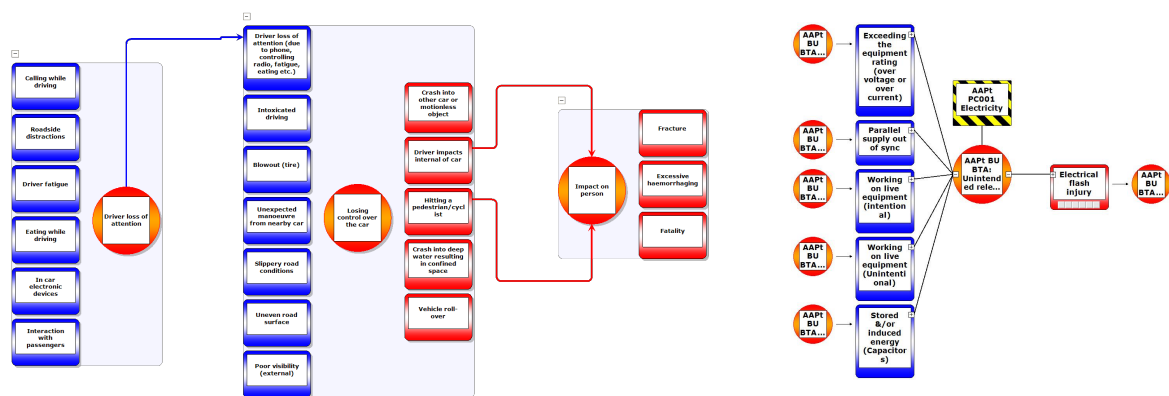 Calling while
driving
Roadside
distractions
Driver fatigue
Eating while
driving
In car
electronic
devices
Interaction
with
passengers
Driver loss of
attention
Driver loss of
attention (due
to phone,
controlling
radio, fatigue,
eating etc.)
Intoxicated
driving
Blowout (tire)
Unexpected
manoeuvre
from nearby car
Slippery road
conditions
Uneven road
surface
Poor visibility
(external)
Losing
control over
the car
Crash into
other car or
motionless
object
Driver impacts
internal of car
Hitting a
pedestrian/cycl
ist
Crash into deep
water resulting
in confined
space
Vehicle roll-
over
Impact on
person
Fracture
Excessive
haemorrhaging
Fatality
AAPt
BU
BTA...
Exceeding
the
equipment
rating
(over
voltage or
over
current)
AAPt
BU
BTA...
Parallel
supply out
of sync
AAPt
BU
BTA...
Working
on live
equipment
(Intention
al)
AAPt
BU
BTA...
Working
on live
equipment
(Uninienti
onal)
AAPt
BU
BTA...
Stored
&/or
induced
energy
(Capacitor
s)
AAPt
PC001
Electricity
AAPt BU
BTA:
Unintend
ed rele...
Electrical
flash
injury
AAPt
BU
BTA...